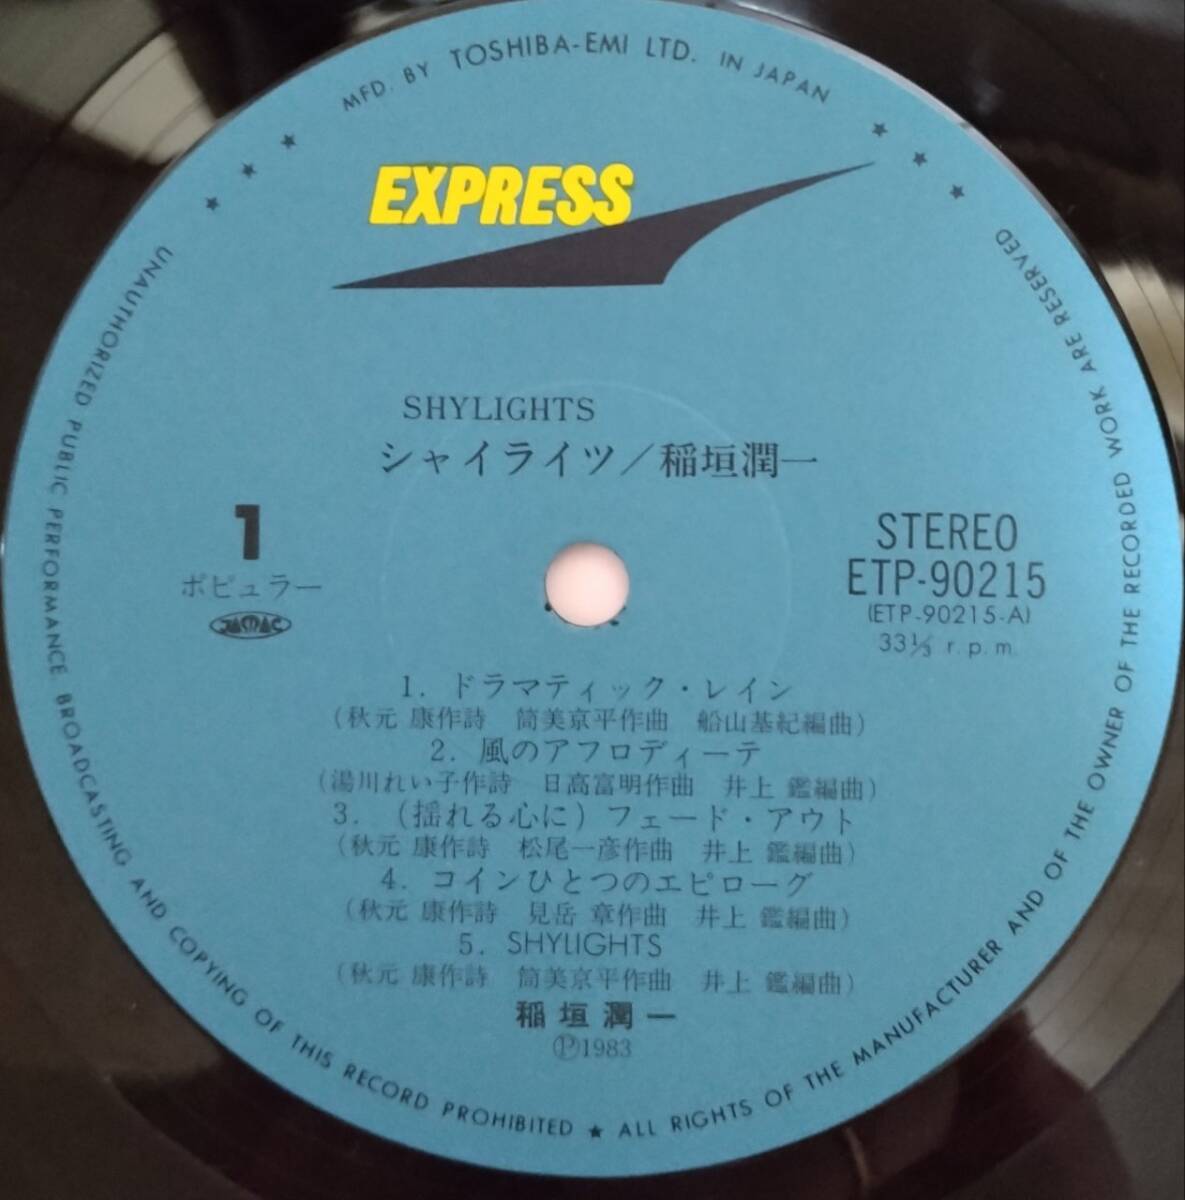 MFD. BY TOSHIBA-EMI LTD. IN JAPAN
EXPRESS
SHYLIGHTS
シャイライツ／稲垣潤一
1
ポピュラー
JASRAC
STEREO
ETP-90215
(ETP-90215-A)
33⅓ r.p.m.
1. ドラマティック・レイン
(秋元 康作詩 筒美京平作曲 船山基紀編曲)
2. 風のアフロディーテ
(湯川れい子作詩 日高富明作曲 井上 鑑編曲)
3. (揺れる心に) フェード・アウト
(秋元 康作詩 松尾一彦作曲 井上 鑑編曲)
4. コインひとつのエピローグ
(秋元 康作詩 見岳 章作曲 井上 鑑編曲)
5. SHYLIGHTS
(秋元 康作詩 筒美京平作曲 井上 鑑編曲)
稲垣潤一
Ⓟ1983
UNAUTHORIZED PUBLIC PERFORMANCE BROADCASTING AND COPYING OF THIS RECORD PROHIBITED ★ ALL RIGHTS OF THE MANUFACTURER AND OF THE OWNER OF THE RECORDED WORK ARE RESERVED